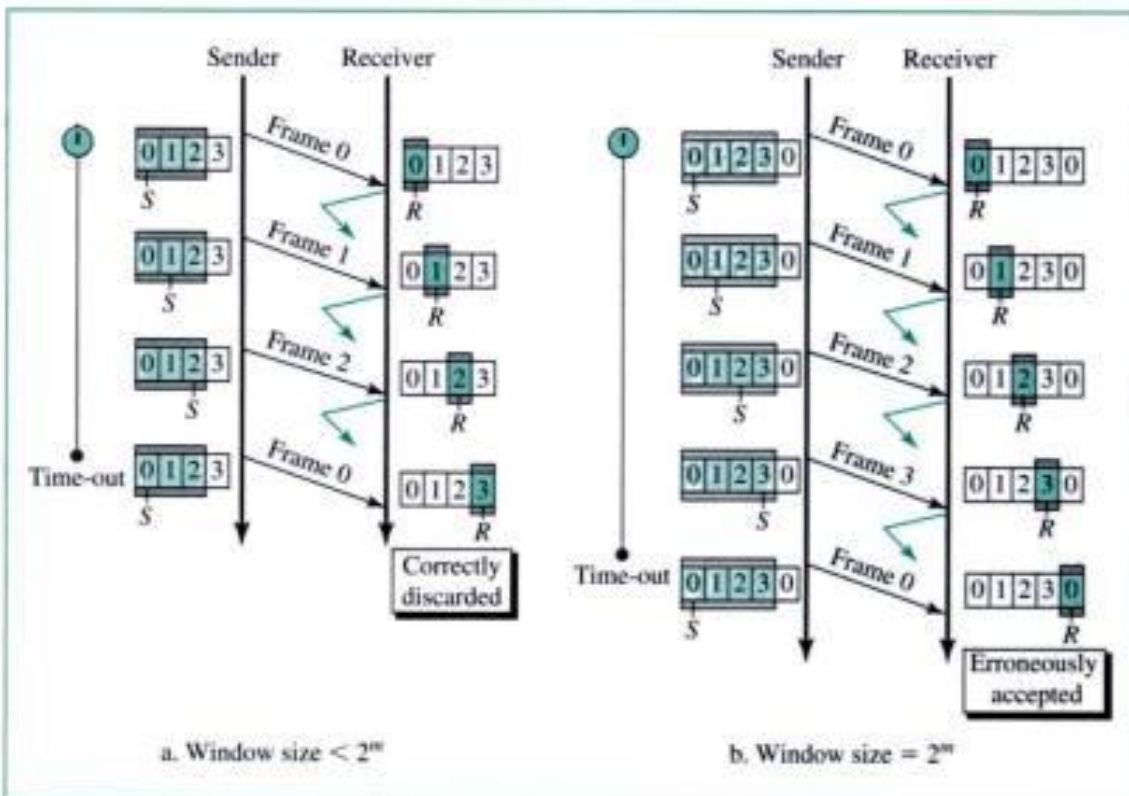 Sender Receiver
Frame 0
0 1 2 3
0 1 2 3
S
R
Frame 1
0 1 2 3
0 1 2 3
S
R
Frame 2
0 1 2 3
0 1 2 3
S
R
Frame 0
Time-out
0 1 2 3
0 1 2 3
S
R
Correctly
discarded
a. Window size < 2^m
Sender Receiver
Frame 0
0 1 2 3 0
0 1 2 3 0
S
R
Frame 1
0 1 2 3 0
0 1 2 3 0
S
R
Frame 2
0 1 2 3 0
0 1 2 3 0
S
R
Frame 3
0 1 2 3 0
0 1 2 3 0
S
R
Frame 0
Time-out
0 1 2 3 0
0 1 2 3 0
S
R
Erroneously
accepted
b. Window size = 2^m